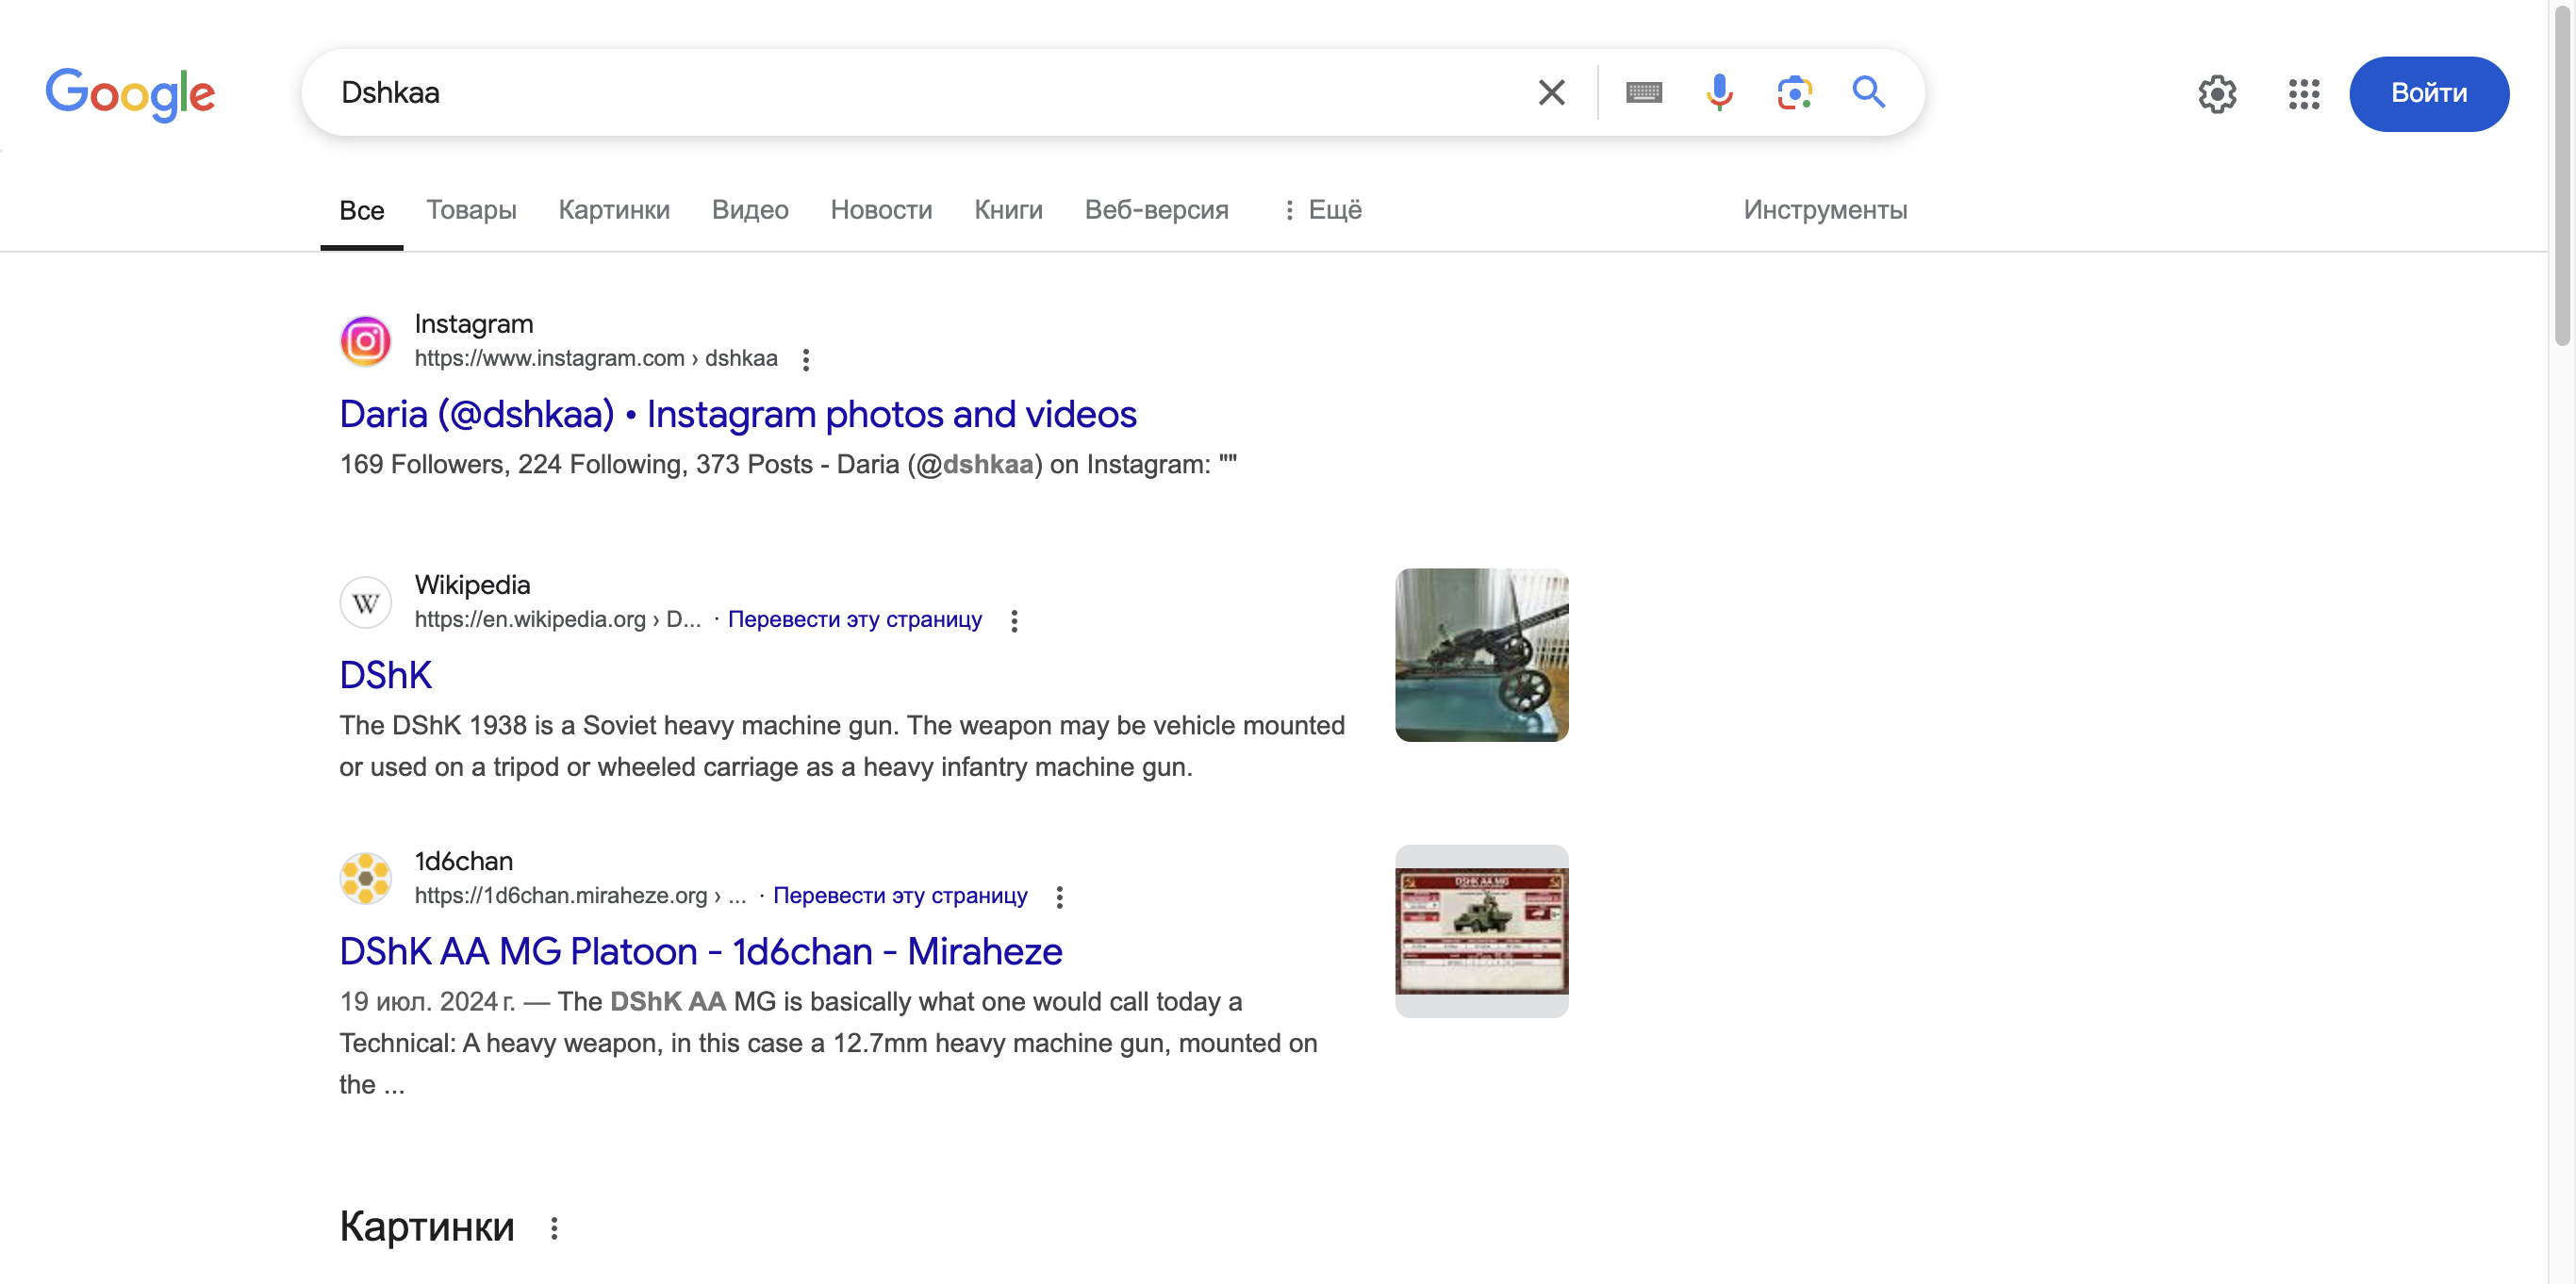 Google
Dshkaa
Войти
Все Товары Картинки Видео Новости Книги Веб-версия Ещё Инструменты
Instagram
https://www.instagram.com › dshkaa
Daria (@dshkaa) • Instagram photos and videos
169 Followers, 224 Following, 373 Posts - Daria (@dshkaa) on Instagram: ""
Wikipedia
https://en.wikipedia.org › D... · Перевести эту страницу
DShK
The DShK 1938 is a Soviet heavy machine gun. The weapon may be vehicle mounted
or used on a tripod or wheeled carriage as a heavy infantry machine gun.
1d6chan
https://1d6chan.miraheze.org › ... · Перевести эту страницу
DShK AA MG Platoon - 1d6chan - Miraheze
19 июл. 2024 г. — The DShK AA MG is basically what one would call today a
Technical: A heavy weapon, in this case a 12.7mm heavy machine gun, mounted on
the ...
DSHK AA MG
Картинки